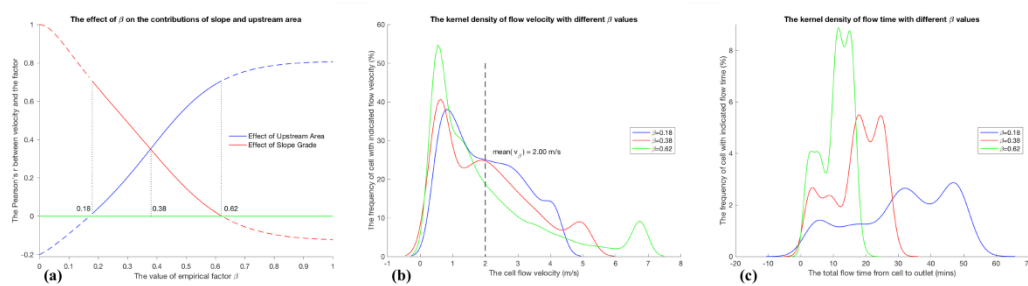 The effect of β on the contributions of slope and upstream area
The Pearson's r between velocity and the factor
1
0.8
0.6
0.4
0.2
0
-0.2
0.18
0.38
0.62
Effect of Upstream Area
Effect of Slope Grade
0
0.1
0.2
0.3
0.4
0.5
0.6
0.7
0.8
0.9
1
The value of empirical factor β
(a)
The kernel density of flow velocity with different β values
The frequency of cell with indicated flow velocity (%)
60
50
40
30
20
10
0
mean(vβ) = 2.00 m/s
β=0.18
β=0.38
β=0.62
-1
0
1
2
3
4
5
6
7
8
The cell flow velocity (m/s)
(b)
The kernel density of flow time with different β values
The frequency of cell with indicated flow time (%)
8
6
4
2
0
β=0.18
β=0.38
β=0.62
-20
-10
0
10
20
30
40
50
60
The total flow time from cell to outlet (mins)
(c)